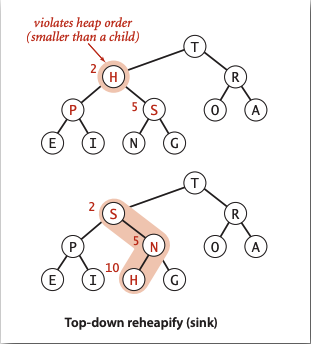 violates heap order
(smaller than a child)
T
2 H R
P 5 S O A
E I N G
T
2 S R
P 5 N O A
E I 10 H G
Top-down reheapify (sink)